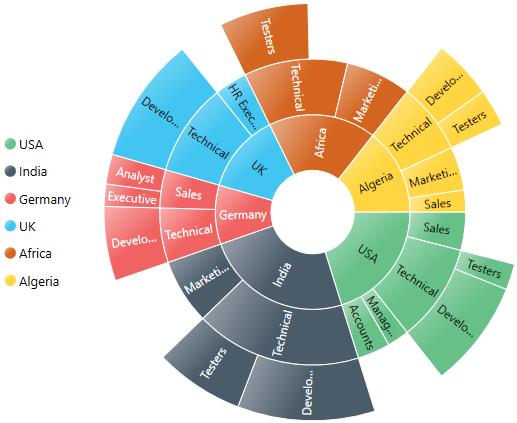 USA
India
Germany
UK
Africa
Algeria
Testers
Technical
Marketi...
Africa
Develo...
Testers
Technical
Marketi...
Sales
Algeria
Develo...
HR Exec...
Technical
UK
Analyst
Executive
Sales
Develo...
Technical
Germany
Marketi...
India
Technical
Testers
Develo...
USA
Sales
Technical
Testers
Develo...
Manag...
Accounts